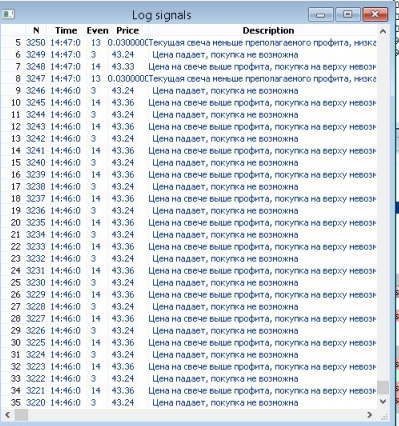 Log signals
N Time Even Price Description
5 3250 14:47:0 13 0.030000 Текущая свеча меньше преполагаемого профита, низка
6 3249 14:47:0 3 43.24 Цена падает, покупка не возможна
7 3248 14:47:0 14 43.33 Цена на свече выше профита, покупка на верху невозн
8 3247 14:47:0 13 0.030000 Текущая свеча меньше преполагаемого профита, низка
9 3246 14:46:0 3 43.24 Цена падает, покупка не возможна
10 3245 14:46:0 14 43.36 Цена на свече выше профита, покупка на верху невозн
11 3244 14:46:0 3 43.24 Цена падает, покупка не возможна
12 3243 14:46:0 14 43.36 Цена на свече выше профита, покупка на верху невозн
13 3242 14:46:0 3 43.24 Цена падает, покупка не возможна
14 3241 14:46:0 14 43.36 Цена на свече выше профита, покупка на верху невозн
15 3240 14:46:0 3 43.24 Цена падает, покупка не возможна
16 3239 14:46:0 14 43.36 Цена на свече выше профита, покупка на верху невозн
17 3238 14:46:0 3 43.24 Цена падает, покупка не возможна
18 3237 14:46:0 14 43.36 Цена на свече выше профита, покупка на верху невозн
19 3236 14:46:0 3 43.24 Цена падает, покупка не возможна
20 3235 14:46:0 14 43.36 Цена на свече выше профита, покупка на верху невозн
21 3234 14:46:0 3 43.24 Цена падает, покупка не возможна
22 3233 14:46:0 14 43.36 Цена на свече выше профита, покупка на верху невозн
23 3232 14:46:0 3 43.24 Цена падает, покупка не возможна
24 3231 14:46:0 14 43.36 Цена на свече выше профита, покупка на верху невозн
25 3230 14:46:0 3 43.24 Цена падает, покупка не возможна
26 3229 14:46:0 14 43.36 Цена на свече выше профита, покупка на верху невозн
27 3228 14:46:0 3 43.24 Цена падает, покупка не возможна
28 3227 14:46:0 14 43.36 Цена на свече выше профита, покупка на верху невозн
29 3226 14:46:0 3 43.24 Цена падает, покупка не возможна
30 3225 14:46:0 14 43.36 Цена на свече выше профита, покупка на верху невозн
31 3224 14:46:0 3 43.24 Цена падает, покупка не возможна
32 3223 14:46:0 14 43.36 Цена на свече выше профита, покупка на верху невозн
33 3222 14:46:0 3 43.24 Цена падает, покупка не возможна
34 3221 14:46:0 14 43.36 Цена на свече выше профита, покупка на верху невозн
35 3220 14:46:0 3 43.24 Цена падает, покупка не возможна